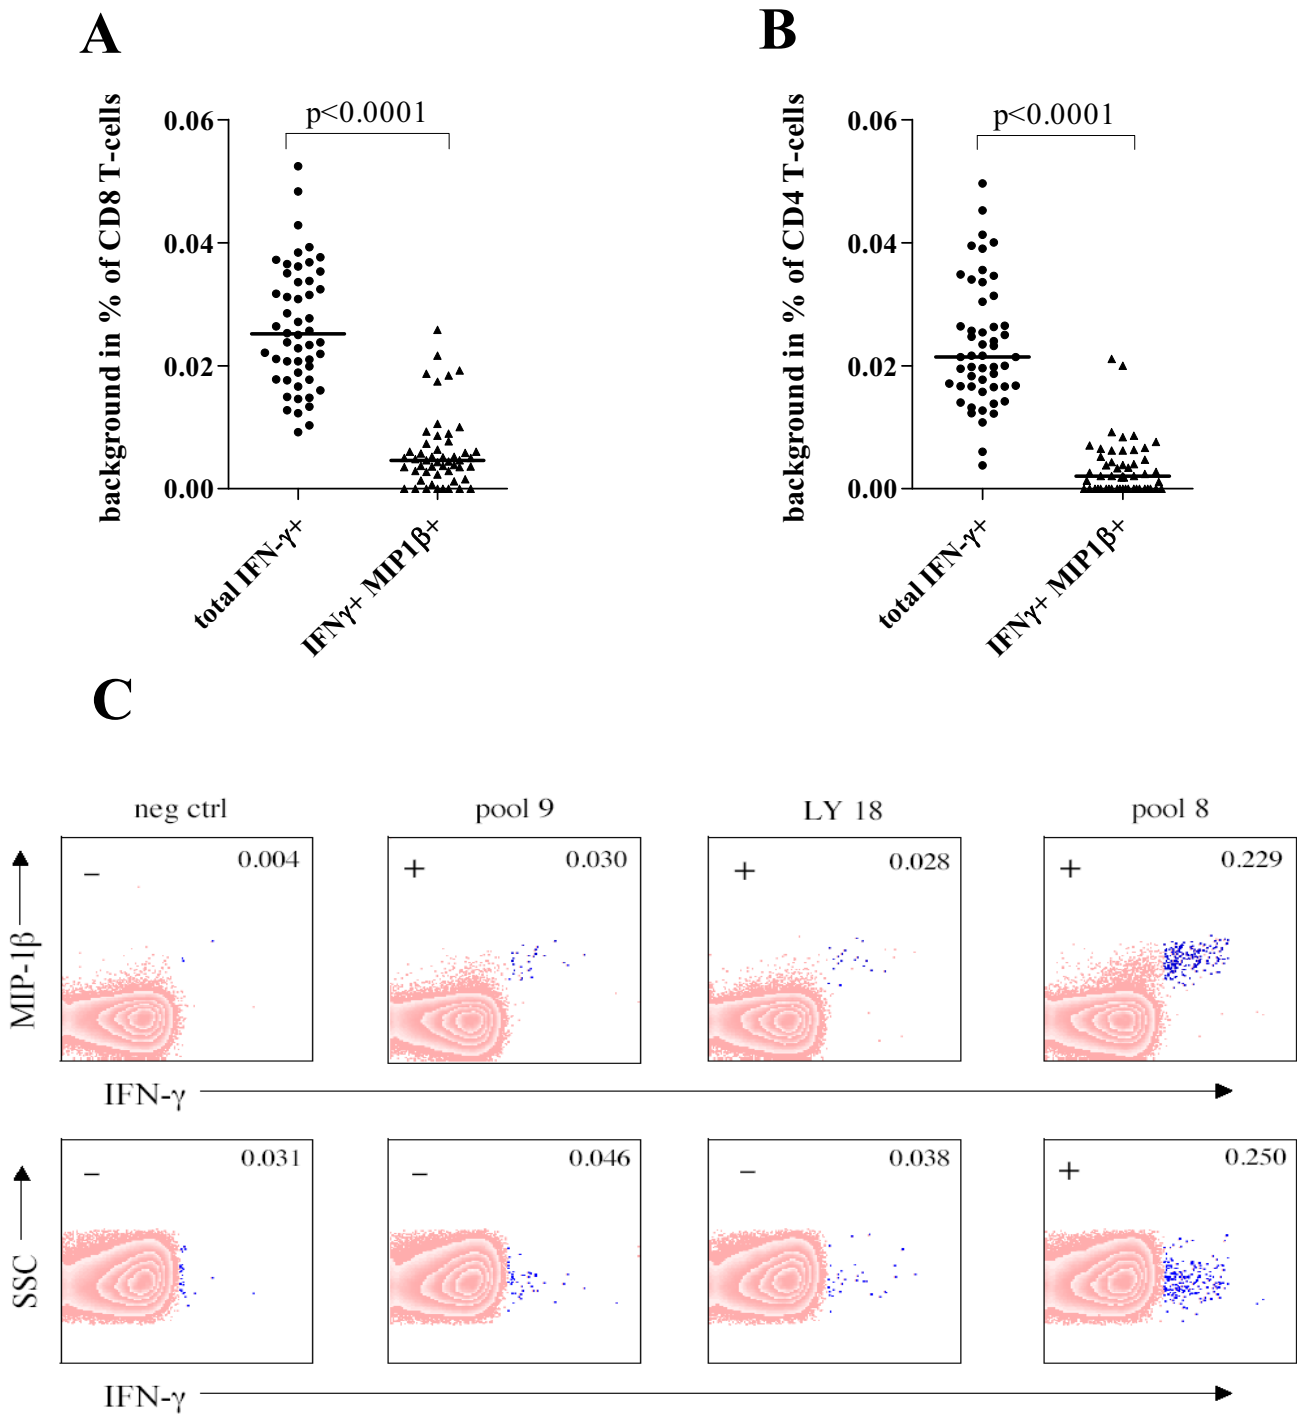 A
B
p<0.0001
p<0.0001
background in % of CD8 T-cells
0.06
0.04
0.02
0.00
total IFN-γ+
IFNγ+ MIP1β+
background in % of CD4 T-cells
0.06
0.04
0.02
0.00
total IFN-γ+
IFNγ+ MIP1β+
C
neg ctrl
pool 9
LY 18
pool 8
MIP-1β
−
0.004
+
0.030
+
0.028
+
0.229
IFN-γ
SSC
−
0.031
−
0.046
−
0.038
+
0.250
IFN-γ